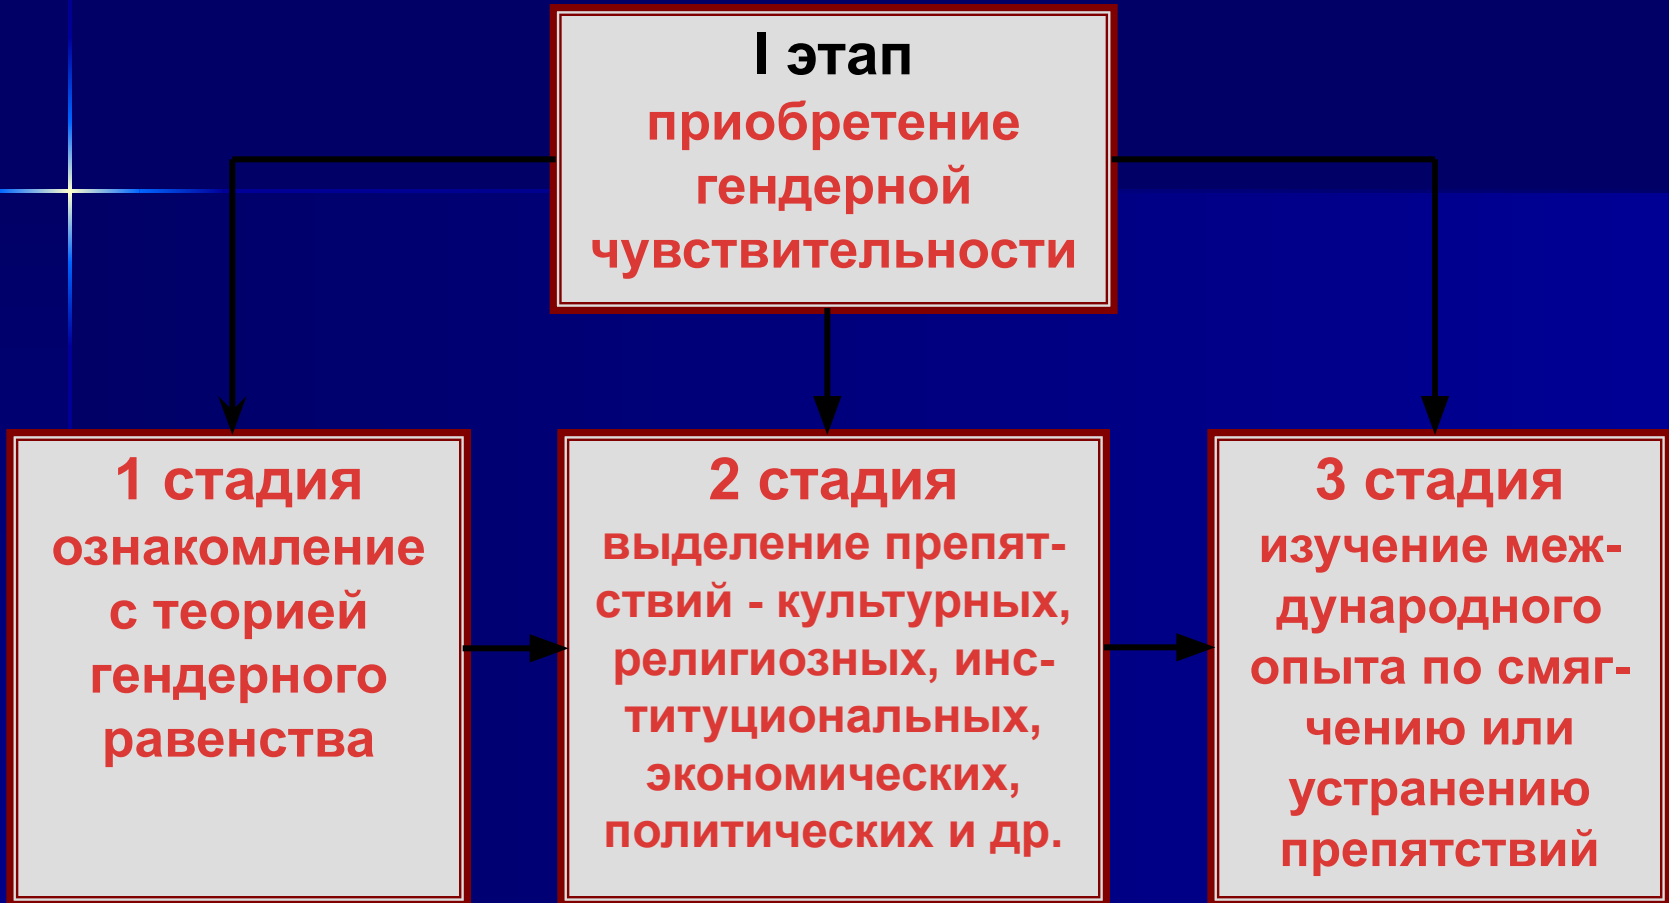 I этап
приобретение
гендерной
чувствительности
1 стадия
ознакомление
с теорией
гендерного
равенства
2 стадия
выделение препят-
ствий - культурных,
религиозных, инс-
титуциональных,
экономических,
политических и др.
3 стадия
изучение меж-
дународного
опыта по смяг-
чению или
устранению
препятствий